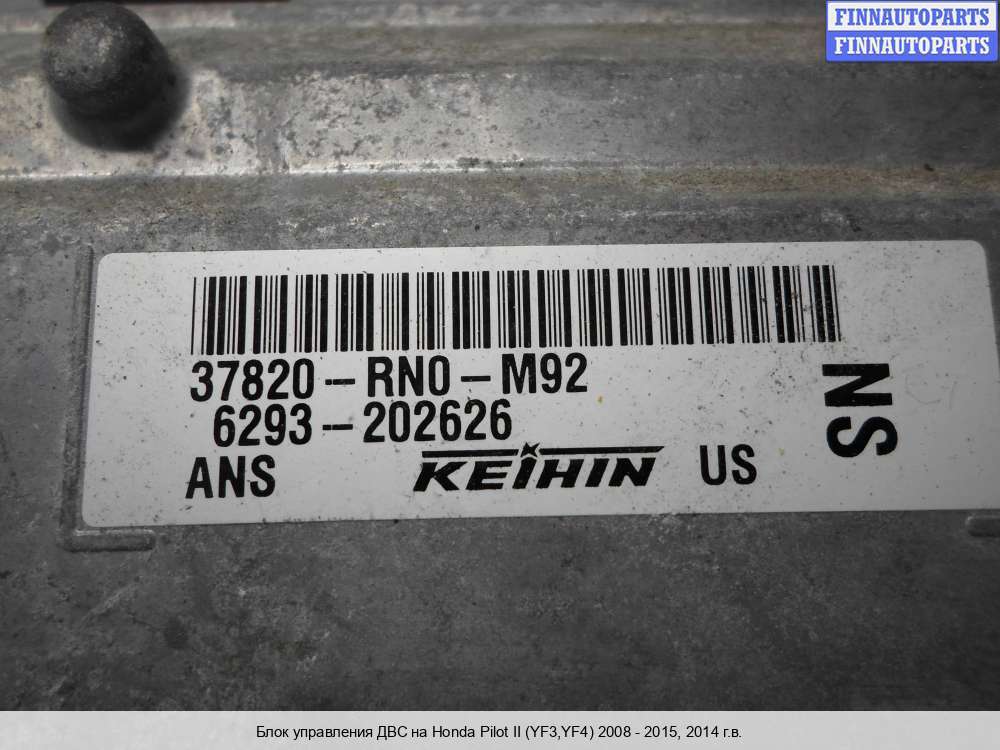 FINNAUTOPARTS
FINNAUTOPARTS
37820-RN0-M92
6293-202626
NS
ANS KEIHIN US
Блок управления ДВС на Honda Pilot II (YF3,YF4) 2008 - 2015, 2014 г.в.